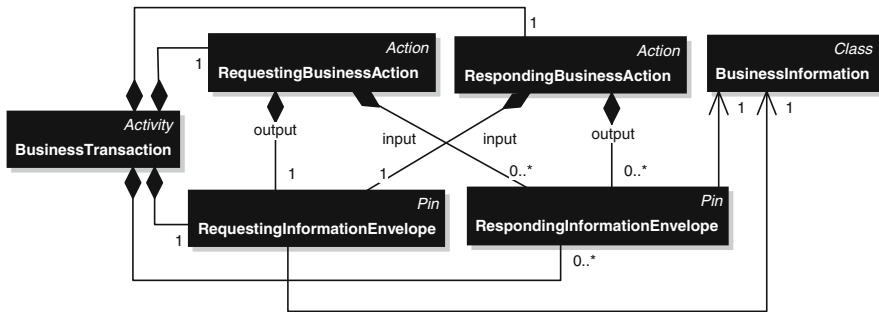 1
Action
RequestingBusinessAction
1
Action
RespondingBusinessAction
Class
BusinessInformation
1
1
Activity
BusinessTransaction
output
input
input
output
1
1
0..*
0..*
Pin
RequestingInformationEnvelope
1
Pin
RespondingInformationEnvelope
0..*